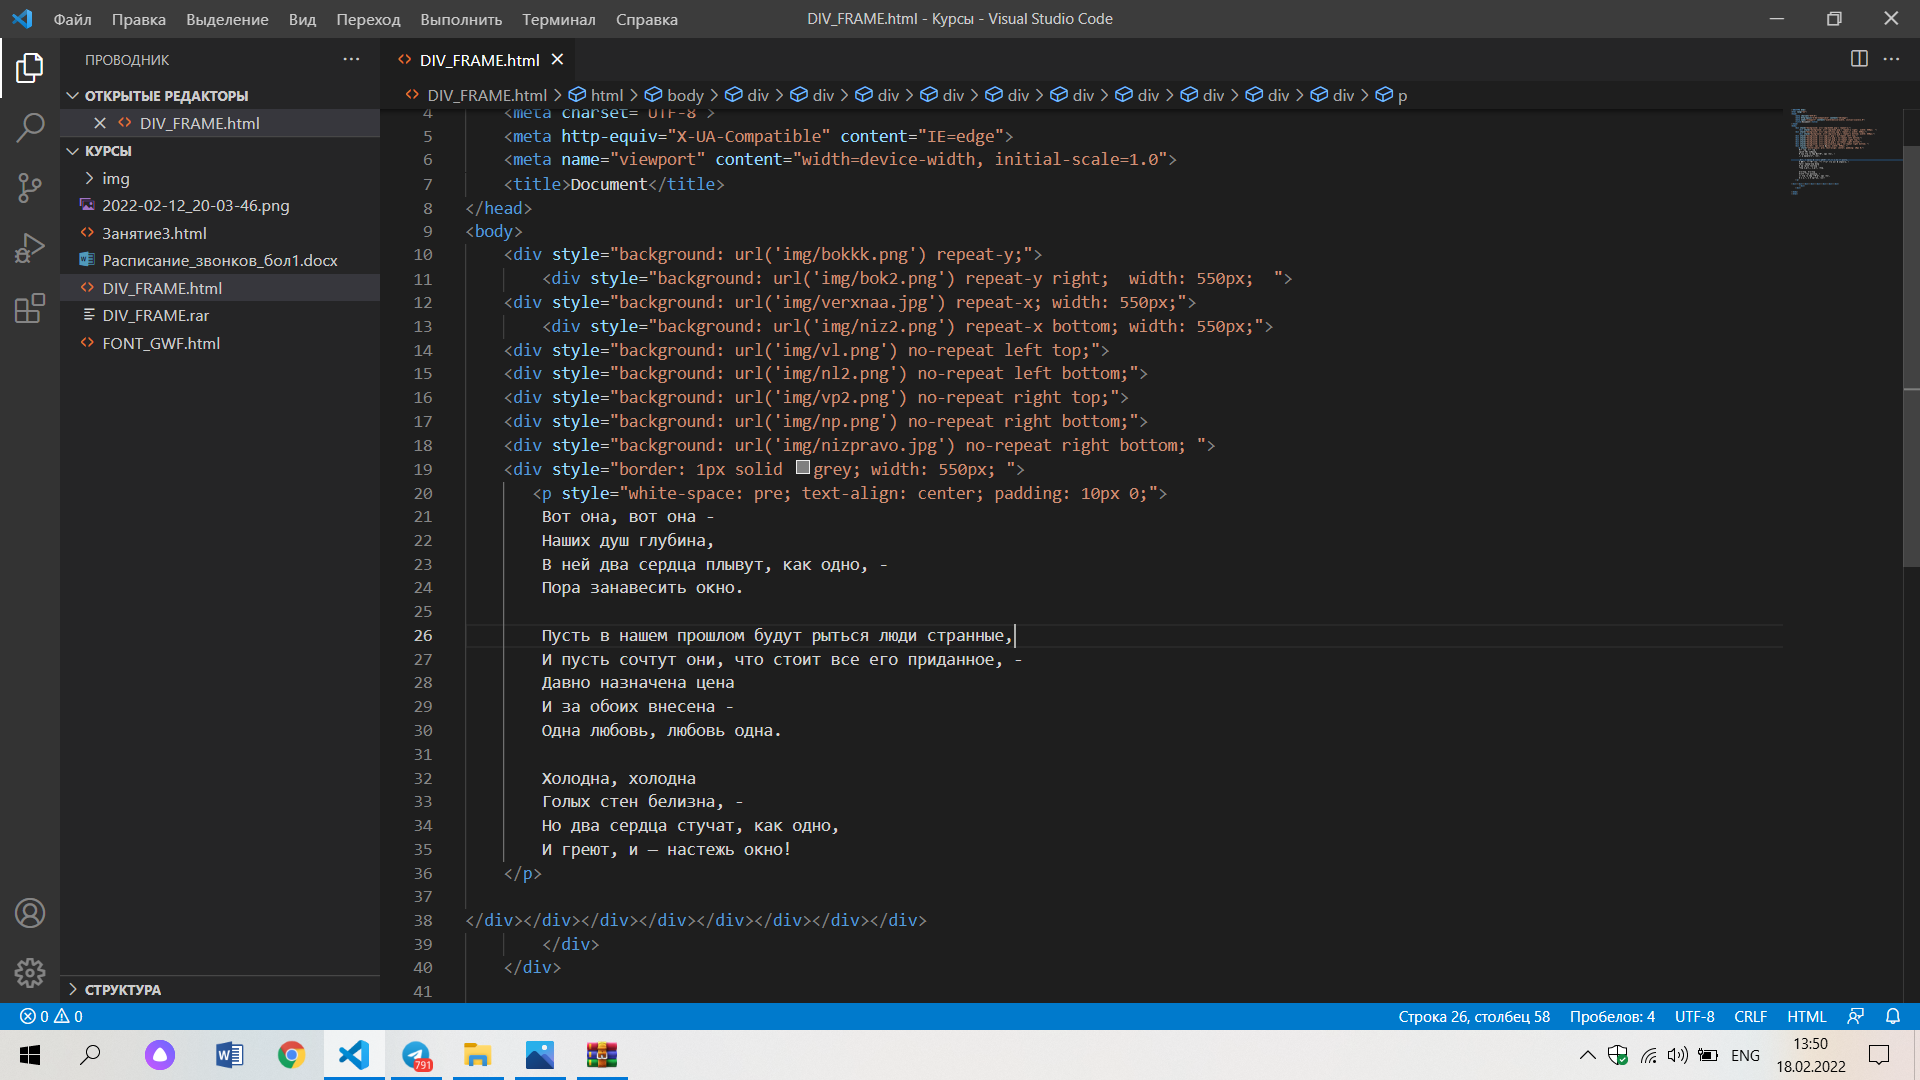 Файл Правка Выделение Вид Переход Выполнить Терминал Справка
DIV_FRAME.html - Курсы - Visual Studio Code
ПРОВОДНИК
ОТКРЫТЫЕ РЕДАКТОРЫ
DIV_FRAME.html
КУРСЫ
img
2022-02-12_20-03-46.png
Занятие3.html
Расписание_звонков_бол1.docx
DIV_FRAME.html
DIV_FRAME.rar
FONT_GWF.html
СТРУКТУРА
DIV_FRAME.html
DIV_FRAME.html > html > body > div > div > div > div > div > div > div > div > div > div > p
4 <meta charset="UTF-8">
5 <meta http-equiv="X-UA-Compatible" content="IE=edge">
6 <meta name="viewport" content="width=device-width, initial-scale=1.0">
7 <title>Document</title>
8 </head>
9 <body>
10 <div style="background: url('img/bokkk.png') repeat-y;">
11 <div style="background: url('img/bok2.png') repeat-y right;  width: 550px;  ">
12 <div style="background: url('img/verxnaa.jpg') repeat-x; width: 550px;">
13 <div style="background: url('img/niz2.png') repeat-x bottom; width: 550px;">
14 <div style="background: url('img/vl.png') no-repeat left top;">
15 <div style="background: url('img/nl2.png') no-repeat left bottom;">
16 <div style="background: url('img/vp2.png') no-repeat right top;">
17 <div style="background: url('img/np.png') no-repeat right bottom;">
18 <div style="background: url('img/nizpravo.jpg') no-repeat right bottom; ">
19 <div style="border: 1px solid grey; width: 550px; ">
20 <p style="white-space: pre; text-align: center; padding: 10px 0;">
21 Вот она, вот она -
22 Наших душ глубина,
23 В ней два сердца плывут, как одно, -
24 Пора занавесить окно.
25
26 Пусть в нашем прошлом будут рыться люди странные,
27 И пусть сочтут они, что стоит все его приданное, -
28 Давно назначена цена
29 И за обоих внесена -
30 Одна любовь, любовь одна.
31
32 Холодна, холодна
33 Голых стен белизна, -
34 Но два сердца стучат, как одно,
35 И греют, и — настежь окно!
36 </p>
37
38 </div></div></div></div></div></div></div></div>
39 </div>
40 </div>
41
0 0
Строка 26, столбец 58 Пробелов: 4 UTF-8 CRLF HTML
791
ENG
13:50
18.02.2022